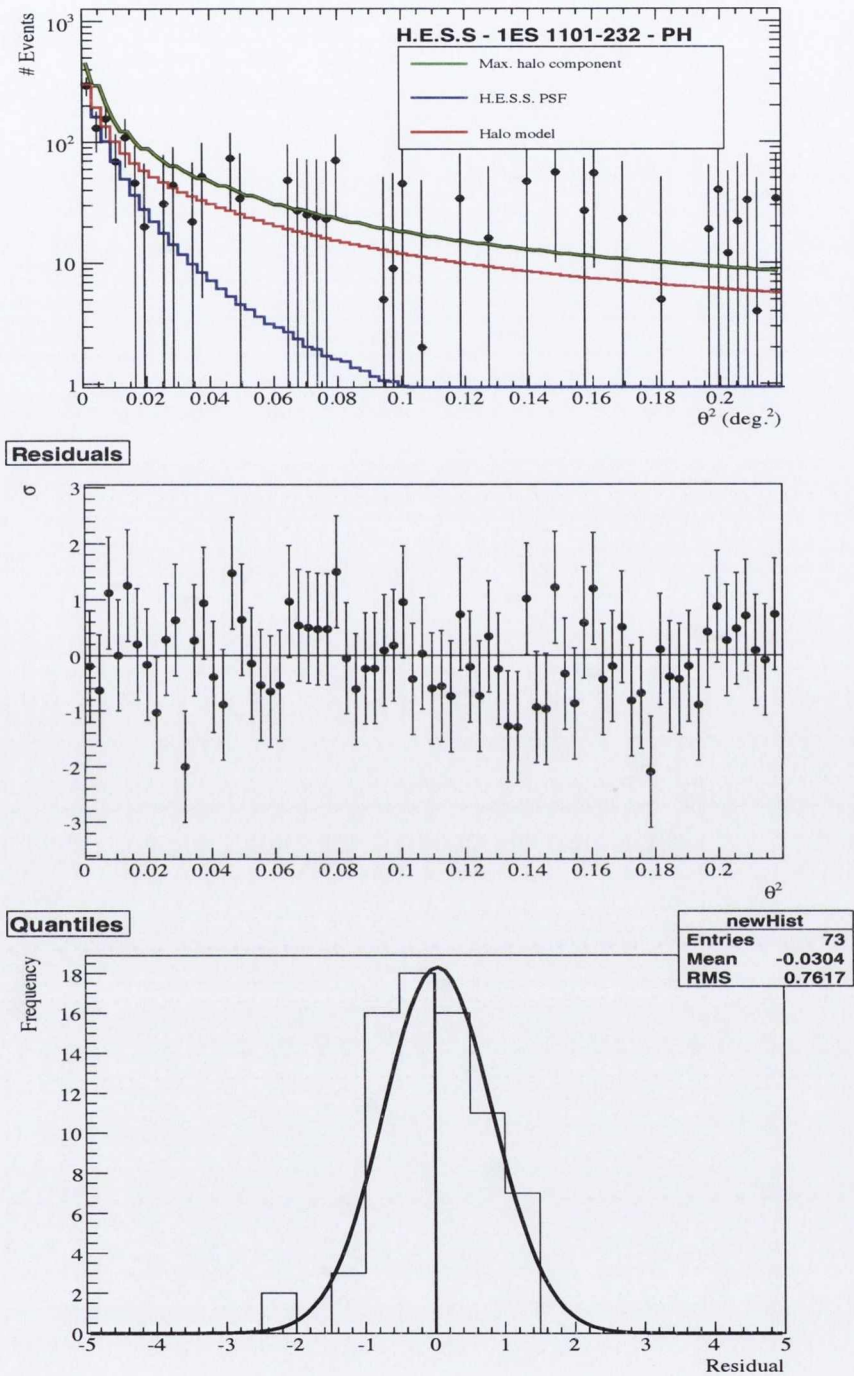 # Events
10³
10²
10
1
H.E.S.S - 1ES 1101-232 - PH
Max. halo component
H.E.S.S. PSF
Halo model
0 0.02 0.04 0.06 0.08 0.1 0.12 0.14 0.16 0.18 0.2
θ² (deg.²)
Residuals
σ
3
2
1
0
-1
-2
-3
0 0.02 0.04 0.06 0.08 0.1 0.12 0.14 0.16 0.18 0.2
θ²
Quantiles
newHist
Entries 73
Mean -0.0304
RMS 0.7617
Frequency
18
16
14
12
10
8
6
4
2
0
-5 -4 -3 -2 -1 0 1 2 3 4 5
Residual